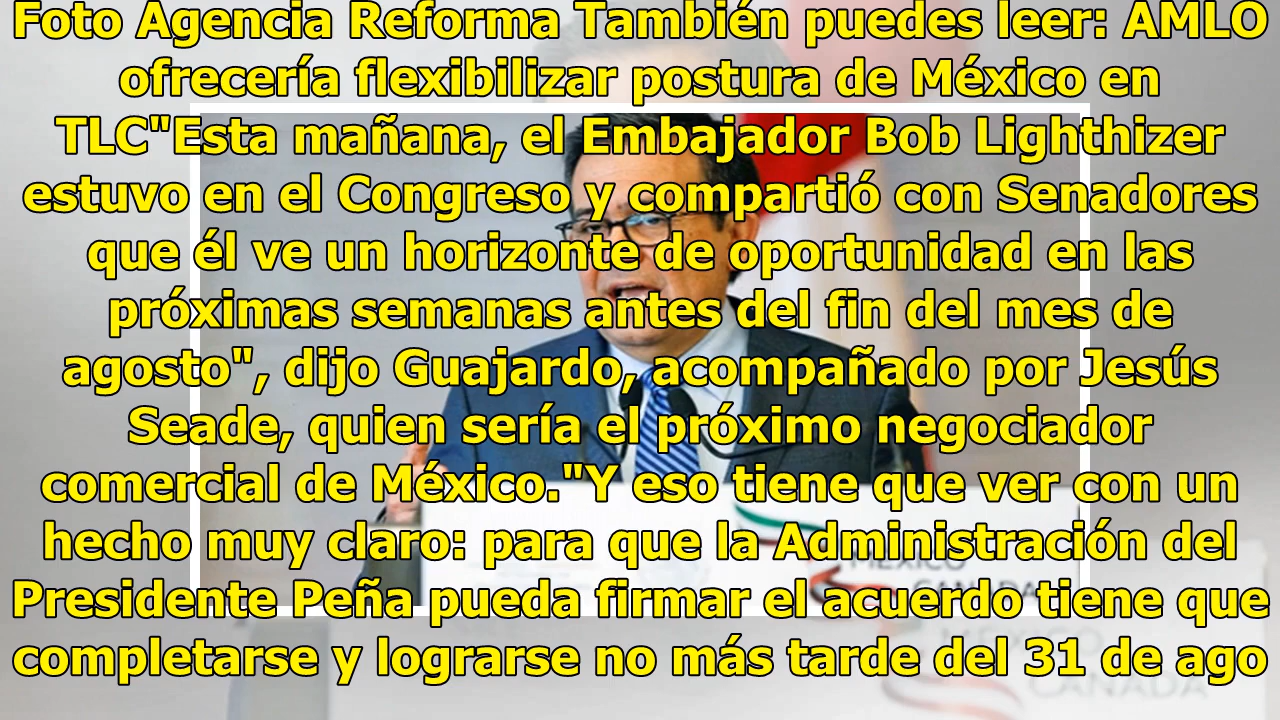 Foto Agencia Reforma También puedes leer: AMLO
ofrecería flexibilizar postura de México en
TLC"Esta mañana, el Embajador Bob Lighthizer
estuvo en el Congreso y compartió con Senadores
que él ve un horizonte de oportunidad en las
próximas semanas antes del fin del mes de
agosto", dijo Guajardo, acompañado por Jesús
Seade, quien sería el próximo negociador
comercial de México."Y eso tiene que ver con un
hecho muy claro: para que la Administración del
Presidente Peña pueda firmar el acuerdo tiene que
completarse y lograrse no más tarde del 31 de ago
MÉXICO
CANADA
MÉXICO
CANADA